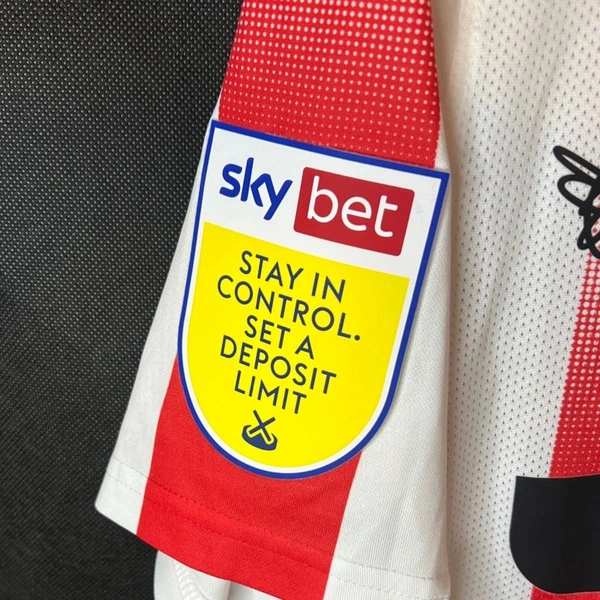 sky bet
STAY IN
CONTROL.
SET A
DEPOSIT
LIMIT